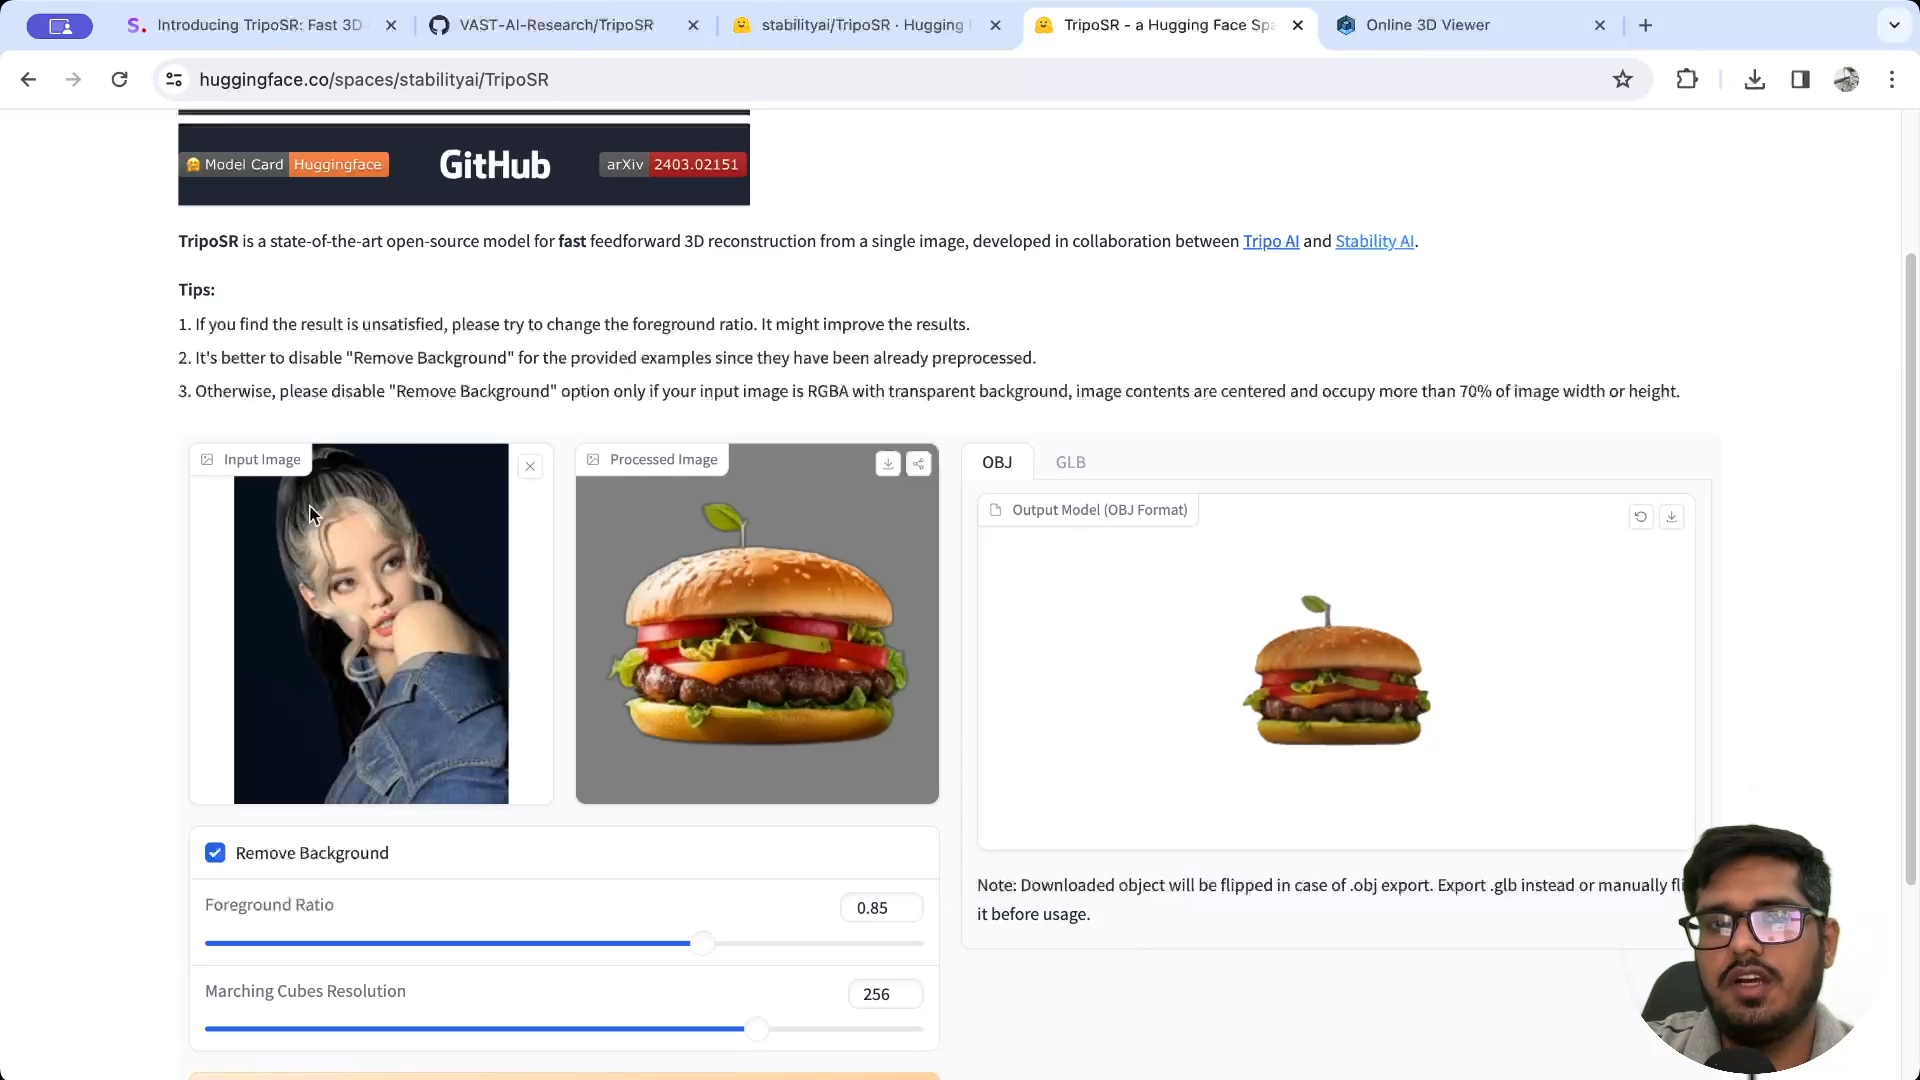 Introducing TripoSR: Fast 3D
VAST-AI-Research/TripoSR
stabilityai/TripoSR · Hugging
TripoSR - a Hugging Face Spa
Online 3D Viewer
huggingface.co/spaces/stabilityai/TripoSR
Model Card Huggingface
GitHub
arXiv 2403.02151
TripoSR is a state-of-the-art open-source model for fast feedforward 3D reconstruction from a single image, developed in collaboration between Tripo AI and Stability AI.
Tips:
1. If you find the result is unsatisfied, please try to change the foreground ratio. It might improve the results.
2. It's better to disable "Remove Background" for the provided examples since they have been already preprocessed.
3. Otherwise, please disable "Remove Background" option only if your input image is RGBA with transparent background, image contents are centered and occupy more than 70% of image width or height.
Input Image
Processed Image
OBJ
GLB
Output Model (OBJ Format)
Remove Background
Foreground Ratio
0.85
Marching Cubes Resolution
256
Note: Downloaded object will be flipped in case of .obj export. Export .glb instead or manually fli
it before usage.